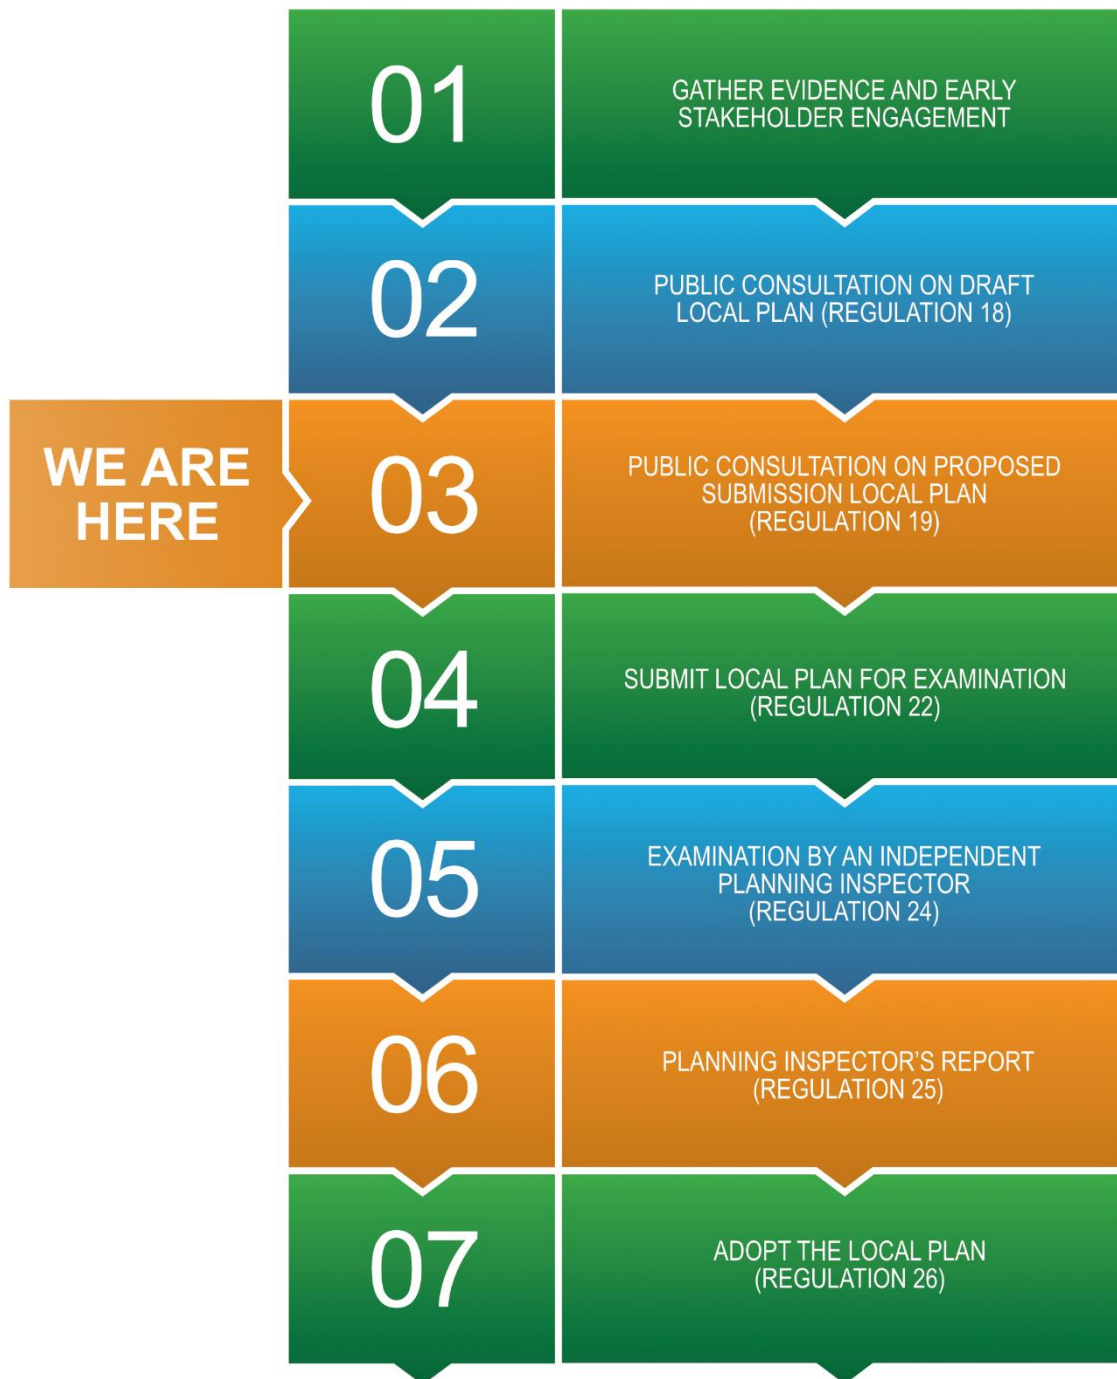 01
GATHER EVIDENCE AND EARLY
STAKEHOLDER ENGAGEMENT
02
PUBLIC CONSULTATION ON DRAFT
LOCAL PLAN (REGULATION 18)
WE ARE
HERE
03
PUBLIC CONSULTATION ON PROPOSED
SUBMISSION LOCAL PLAN
(REGULATION 19)
04
SUBMIT LOCAL PLAN FOR EXAMINATION
(REGULATION 22)
05
EXAMINATION BY AN INDEPENDENT
PLANNING INSPECTOR
(REGULATION 24)
06
PLANNING INSPECTOR’S REPORT
(REGULATION 25)
07
ADOPT THE LOCAL PLAN
(REGULATION 26)